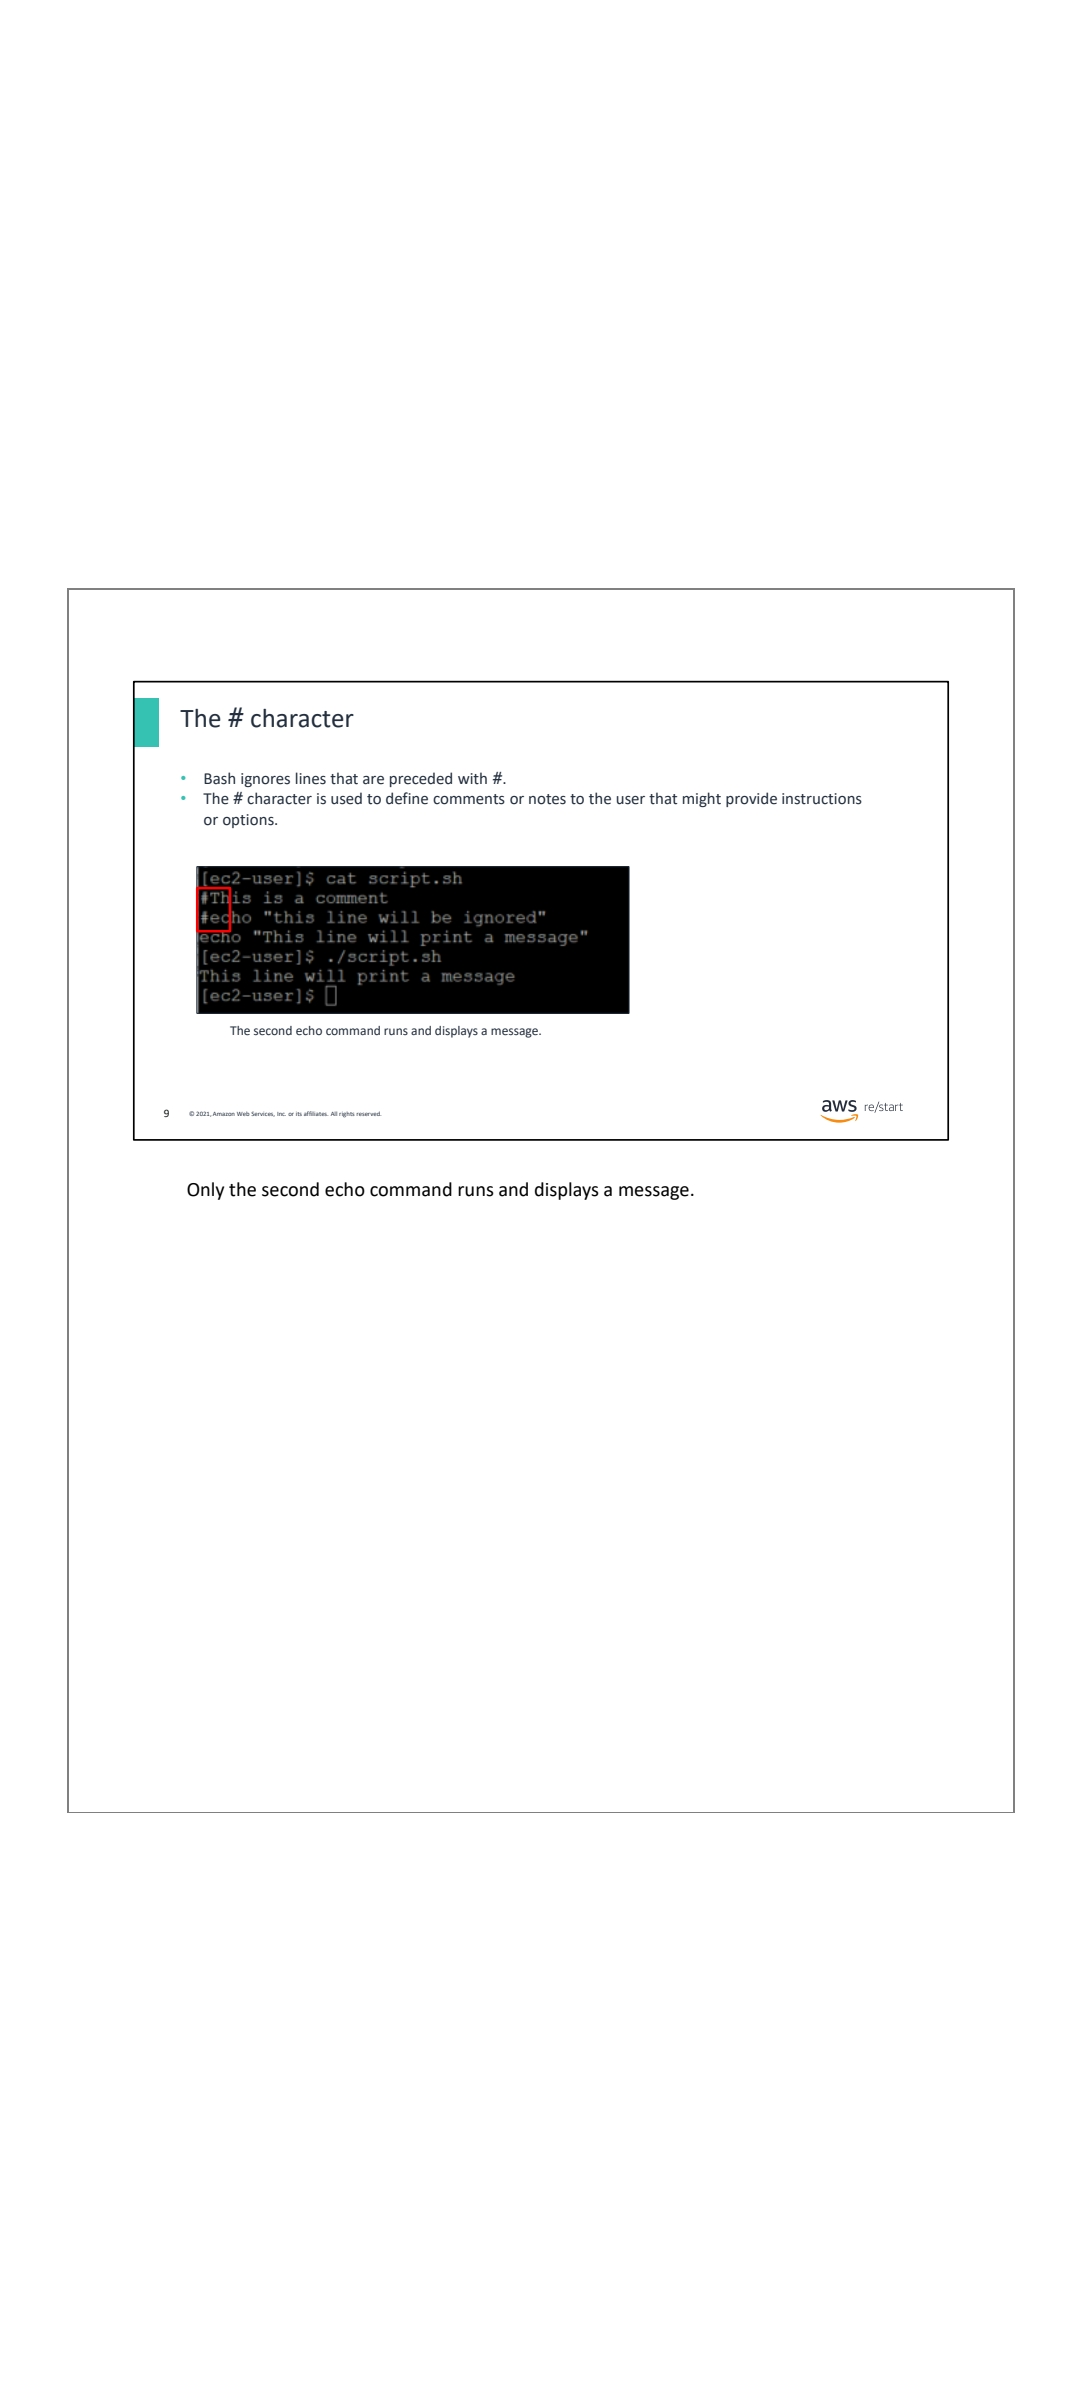 The # character
• Bash ignores lines that are preceded with #.
• The # character is used to define comments or notes to the user that might provide instructions
or options.
[ec2-user]$ cat script.sh
#This is a comment
#echo "this line will be ignored"
echo "This line will print a message"
[ec2-user]$ ./script.sh
This line will print a message
[ec2-user]$
The second echo command runs and displays a message.
9 © 2021, Amazon Web Services, Inc. or its affiliates. All rights reserved.
aws re/start
Only the second echo command runs and displays a message.